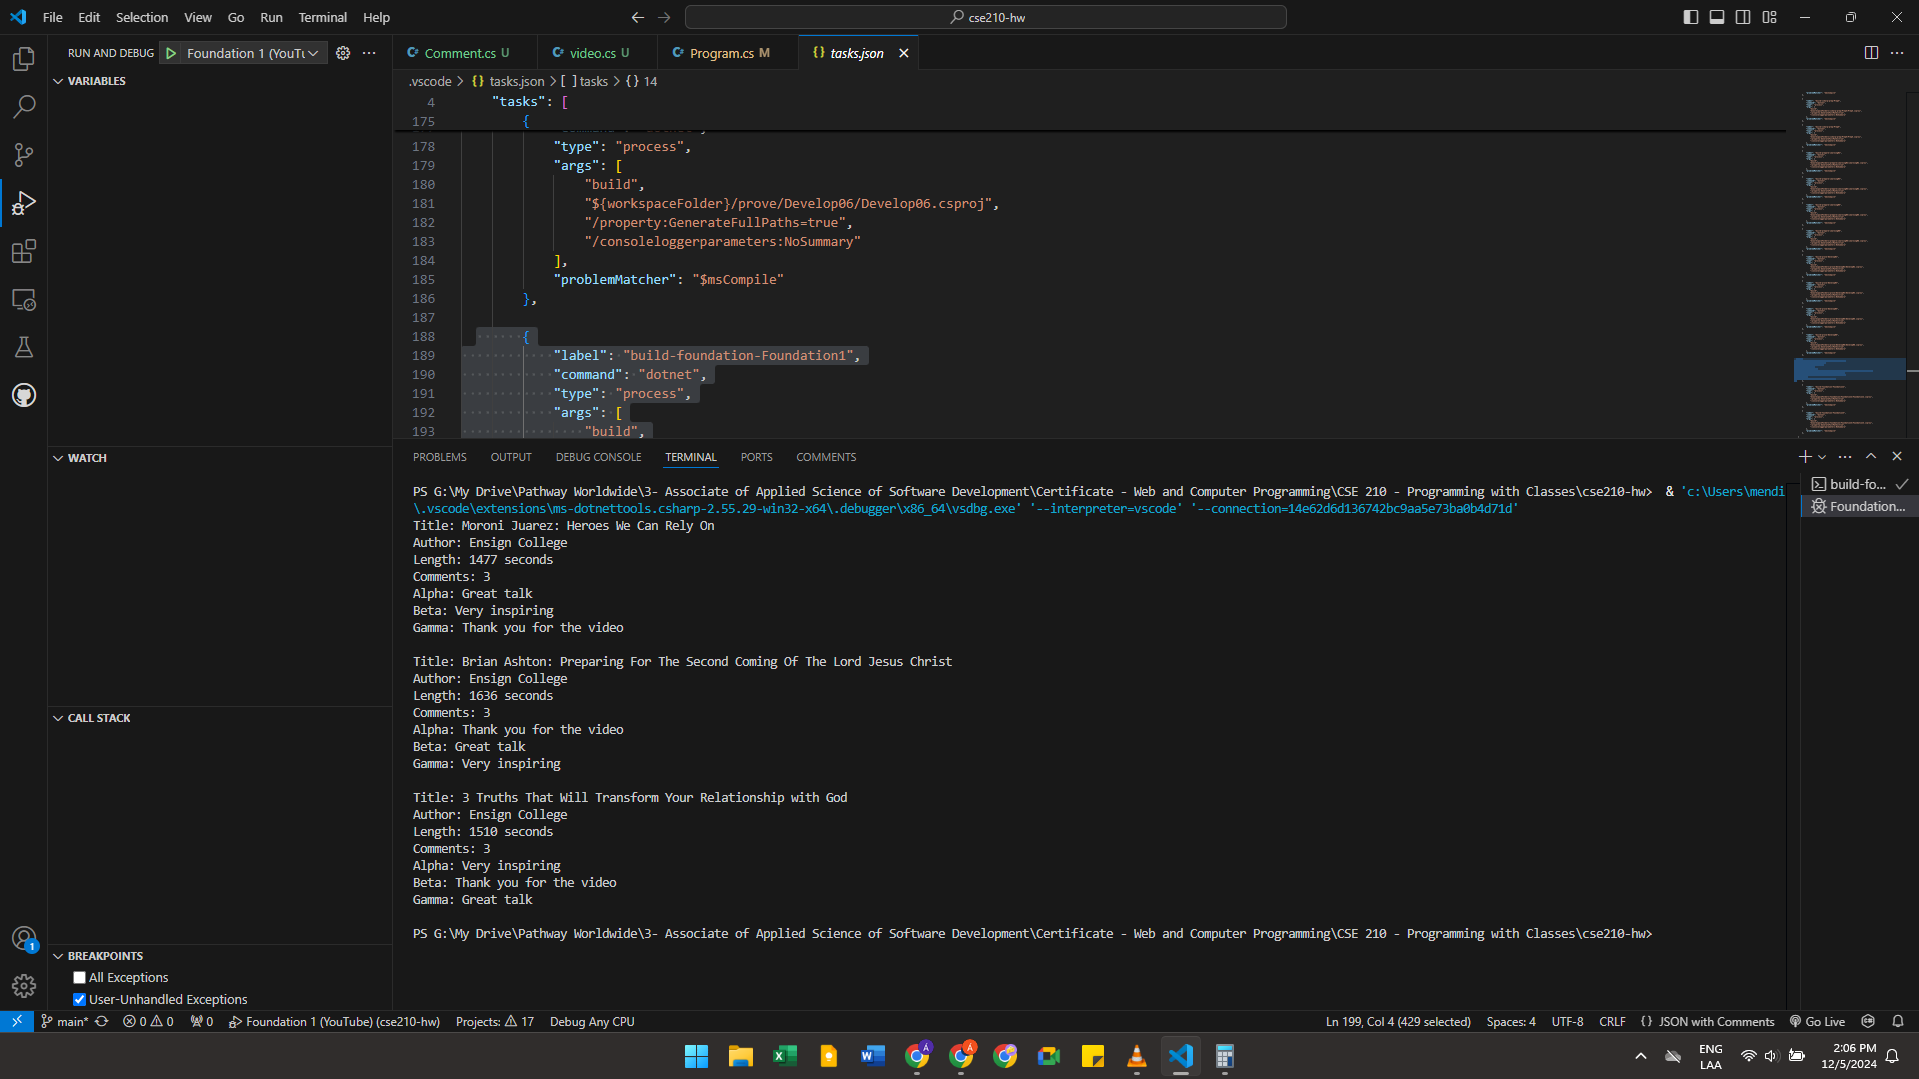 File Edit Selection View Go Run Terminal Help
cse210-hw
RUN AND DEBUG Foundation 1 (YouTu
Comment.cs U
video.cs U
Program.cs M
{} tasks.json
VARIABLES
.vscode > {} tasks.json > [ ] tasks > {} 14
4 "tasks": [
175 {
178 "type": "process",
179 "args": [
180 "build",
181 "${workspaceFolder}/prove/Develop06/Develop06.csproj",
182 "/property:GenerateFullPaths=true",
183 "/consoleloggerparameters:NoSummary"
184 ],
185 "problemMatcher": "$msCompile"
186 },
187
188 {
189 "label": "build-foundation-Foundation1",
190 "command": "dotnet",
191 "type": "process",
192 "args": [
193 "build",
WATCH
CALL STACK
BREAKPOINTS
All Exceptions
User-Unhandled Exceptions
PROBLEMS OUTPUT DEBUG CONSOLE TERMINAL PORTS COMMENTS
build-fo...
Foundation...
PS G:\My Drive\Pathway Worldwide\3- Associate of Applied Science of Software Development\Certificate - Web and Computer Programming\CSE 210 - Programming with Classes\cse210-hw> & 'c:\Users\mendi
\.vscode\extensions\ms-dotnettools.csharp-2.55.29-win32-x64\.debugger\x86_64\vsdbg.exe' '--interpreter=vscode' '--connection=14e62d6d136742bc9aa5e73ba0b4d71d'
Title: Moroni Juarez: Heroes We Can Rely On
Author: Ensign College
Length: 1477 seconds
Comments: 3
Alpha: Great talk
Beta: Very inspiring
Gamma: Thank you for the video
Title: Brian Ashton: Preparing For The Second Coming Of The Lord Jesus Christ
Author: Ensign College
Length: 1636 seconds
Comments: 3
Alpha: Thank you for the video
Beta: Great talk
Gamma: Very inspiring
Title: 3 Truths That Will Transform Your Relationship with God
Author: Ensign College
Length: 1510 seconds
Comments: 3
Alpha: Very inspiring
Beta: Thank you for the video
Gamma: Great talk
PS G:\My Drive\Pathway Worldwide\3- Associate of Applied Science of Software Development\Certificate - Web and Computer Programming\CSE 210 - Programming with Classes\cse210-hw>
main* 0 0 0 Foundation 1 (YouTube) (cse210-hw) Projects: 17 Debug Any CPU Ln 199, Col 4 (429 selected) Spaces: 4 UTF-8 CRLF {} JSON with Comments Go Live
ENG
LAA
2:06 PM
12/5/2024